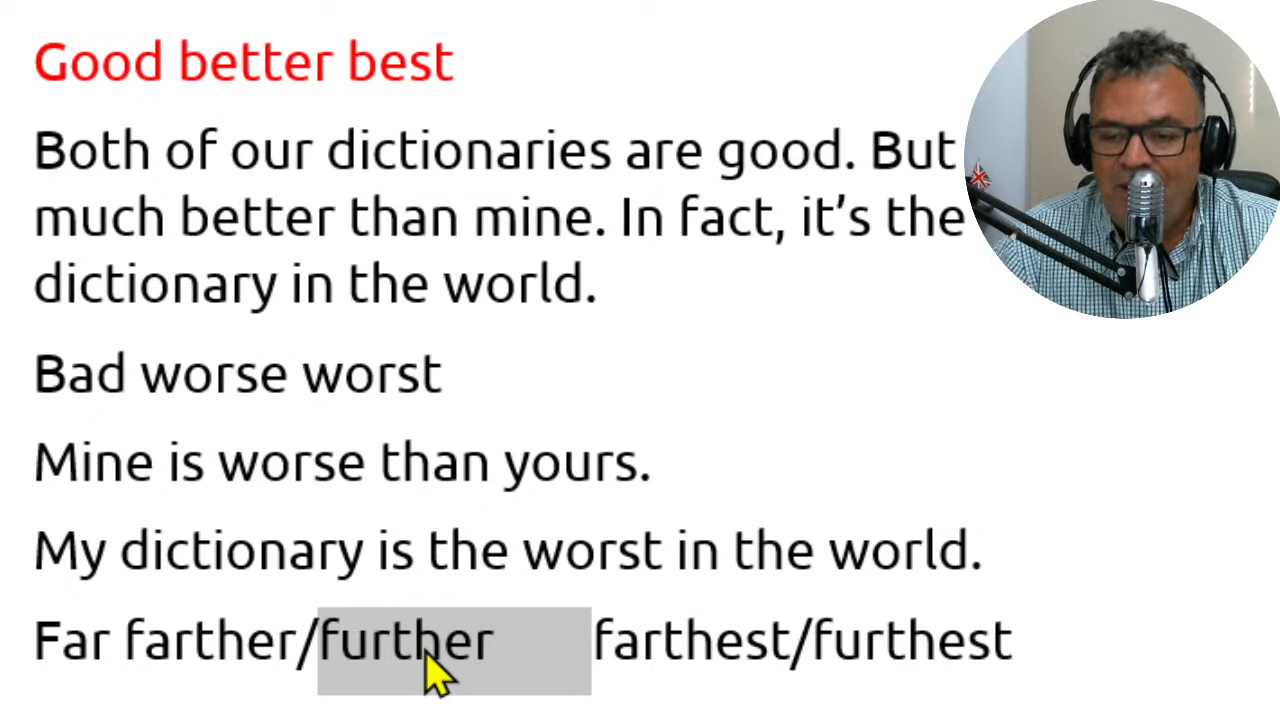 Good better best
Both of our dictionaries are good. But
much better than mine. In fact, it’s the
dictionary in the world.
Bad worse worst
Mine is worse than yours.
My dictionary is the worst in the world.
Far farther/further farthest/furthest